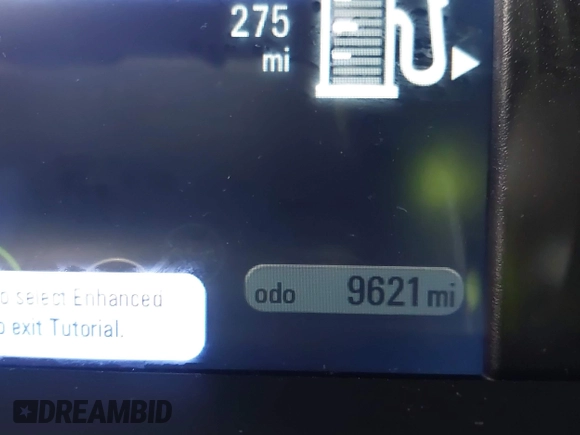 275
mi
odo 9621 mi
select Enhanced
exit Tutorial.
DREAMBID